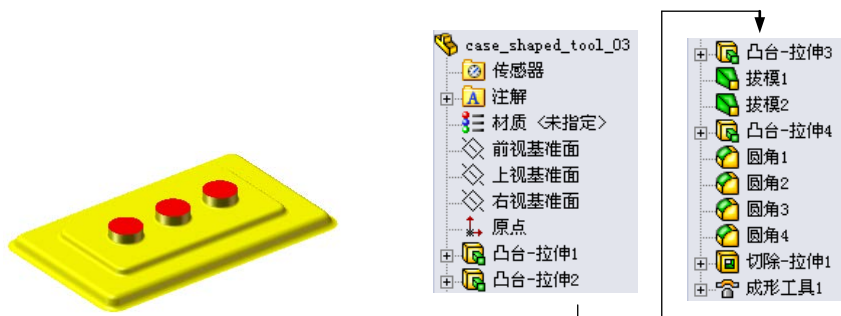 case_shaped_tool_03
传感器
注解
材质 <未指定>
前视基准面
上视基准面
右视基准面
原点
凸台-拉伸1
凸台-拉伸2
凸台-拉伸3
拔模1
拔模2
凸台-拉伸4
圆角1
圆角2
圆角3
圆角4
切除-拉伸1
成形工具1